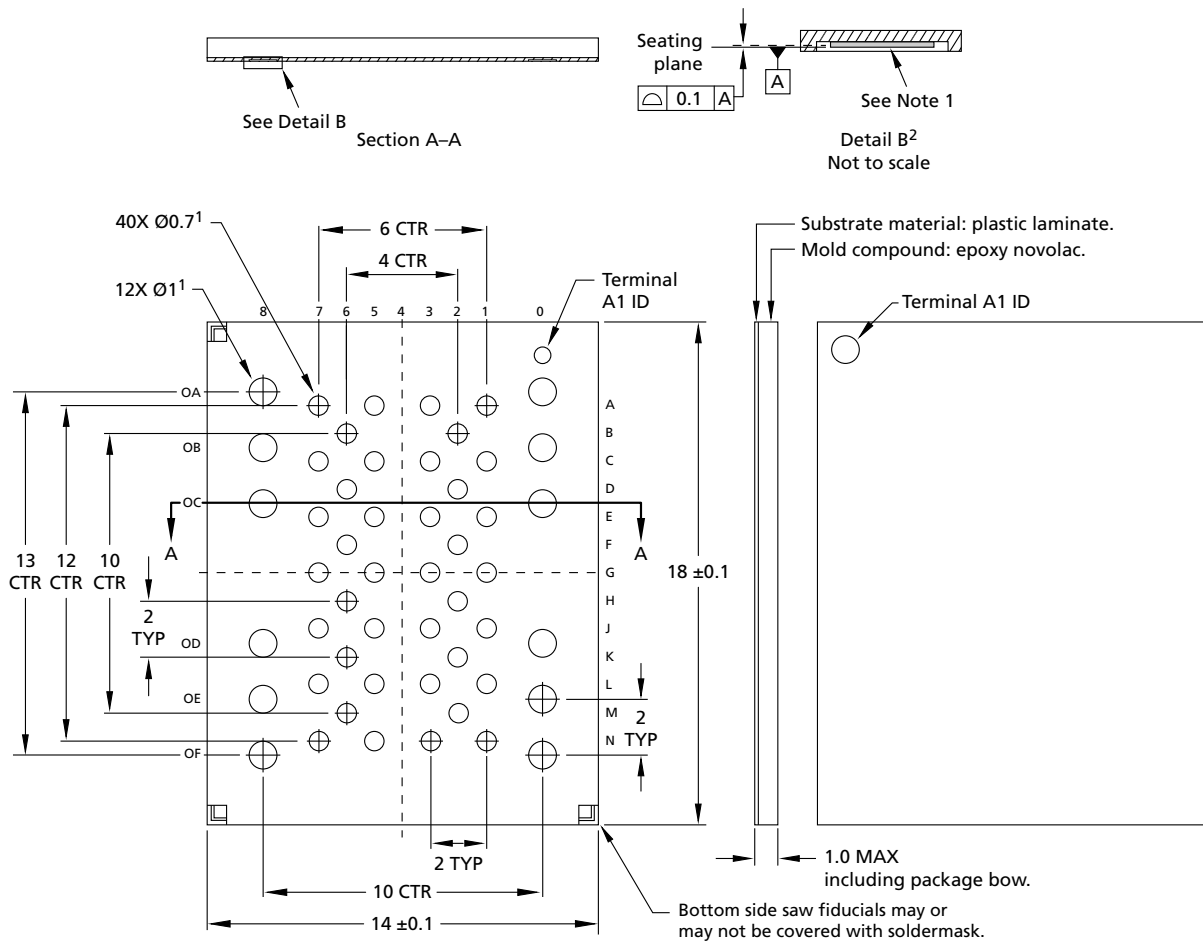 Seating
plane
A
⌓ 0.1 A
See Note 1
See Detail B
Section A–A
Detail B²
Not to scale
40X Ø0.7¹
6 CTR
4 CTR
12X Ø1¹
Terminal
A1 ID
Substrate material: plastic laminate.
Mold compound: epoxy novolac.
Terminal A1 ID
8 7 6 5 4 3 2 1 0
OA
A
B
OB
C
D
OC
E
F
A
A
G
13
CTR
12
CTR
10
CTR
18 ±0.1
H
2
TYP
J
OD
K
L
OE
M
2
TYP
N
OF
2 TYP
10 CTR
14 ±0.1
1.0 MAX
including package bow.
Bottom side saw fiducials may or
may not be covered with soldermask.